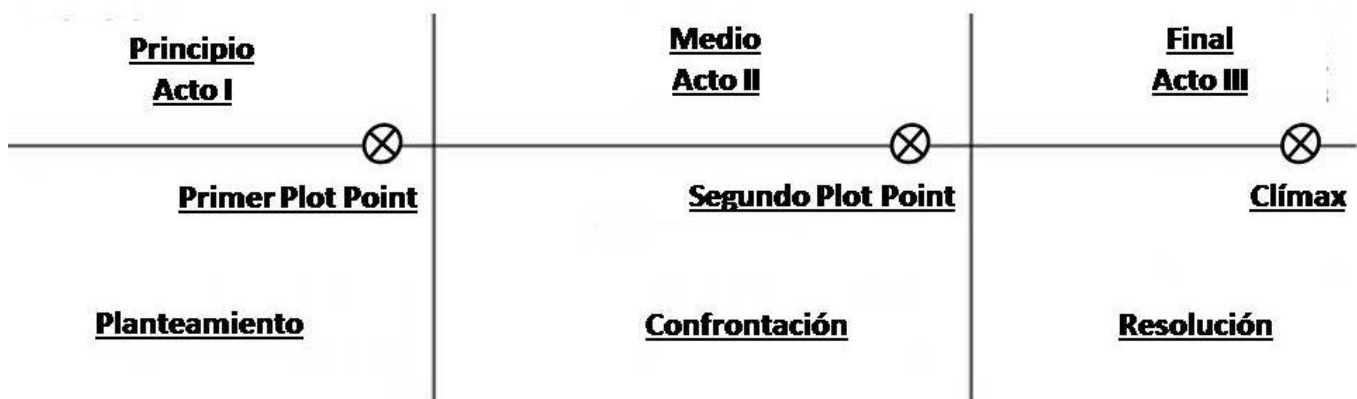 Principio
Acto I
Medio
Acto II
Final
Acto III
Primer Plot Point
Segundo Plot Point
Clímax
Planteamiento
Confrontación
Resolución